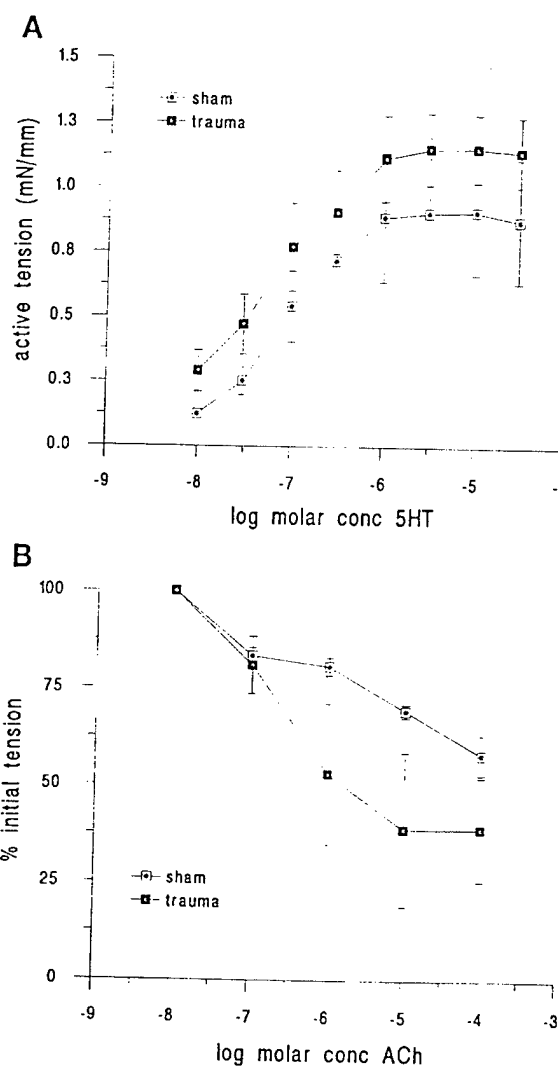 A
1.5
1.3
1.0
0.8
0.5
0.3
0.0
active tension (mN/mm)
sham
trauma
-9
-8
-7
-6
-5
log molar conc 5HT
B
100
75
50
25
0
% initial tension
sham
trauma
-9
-8
-7
-6
-5
-4
-3
log molar conc ACh